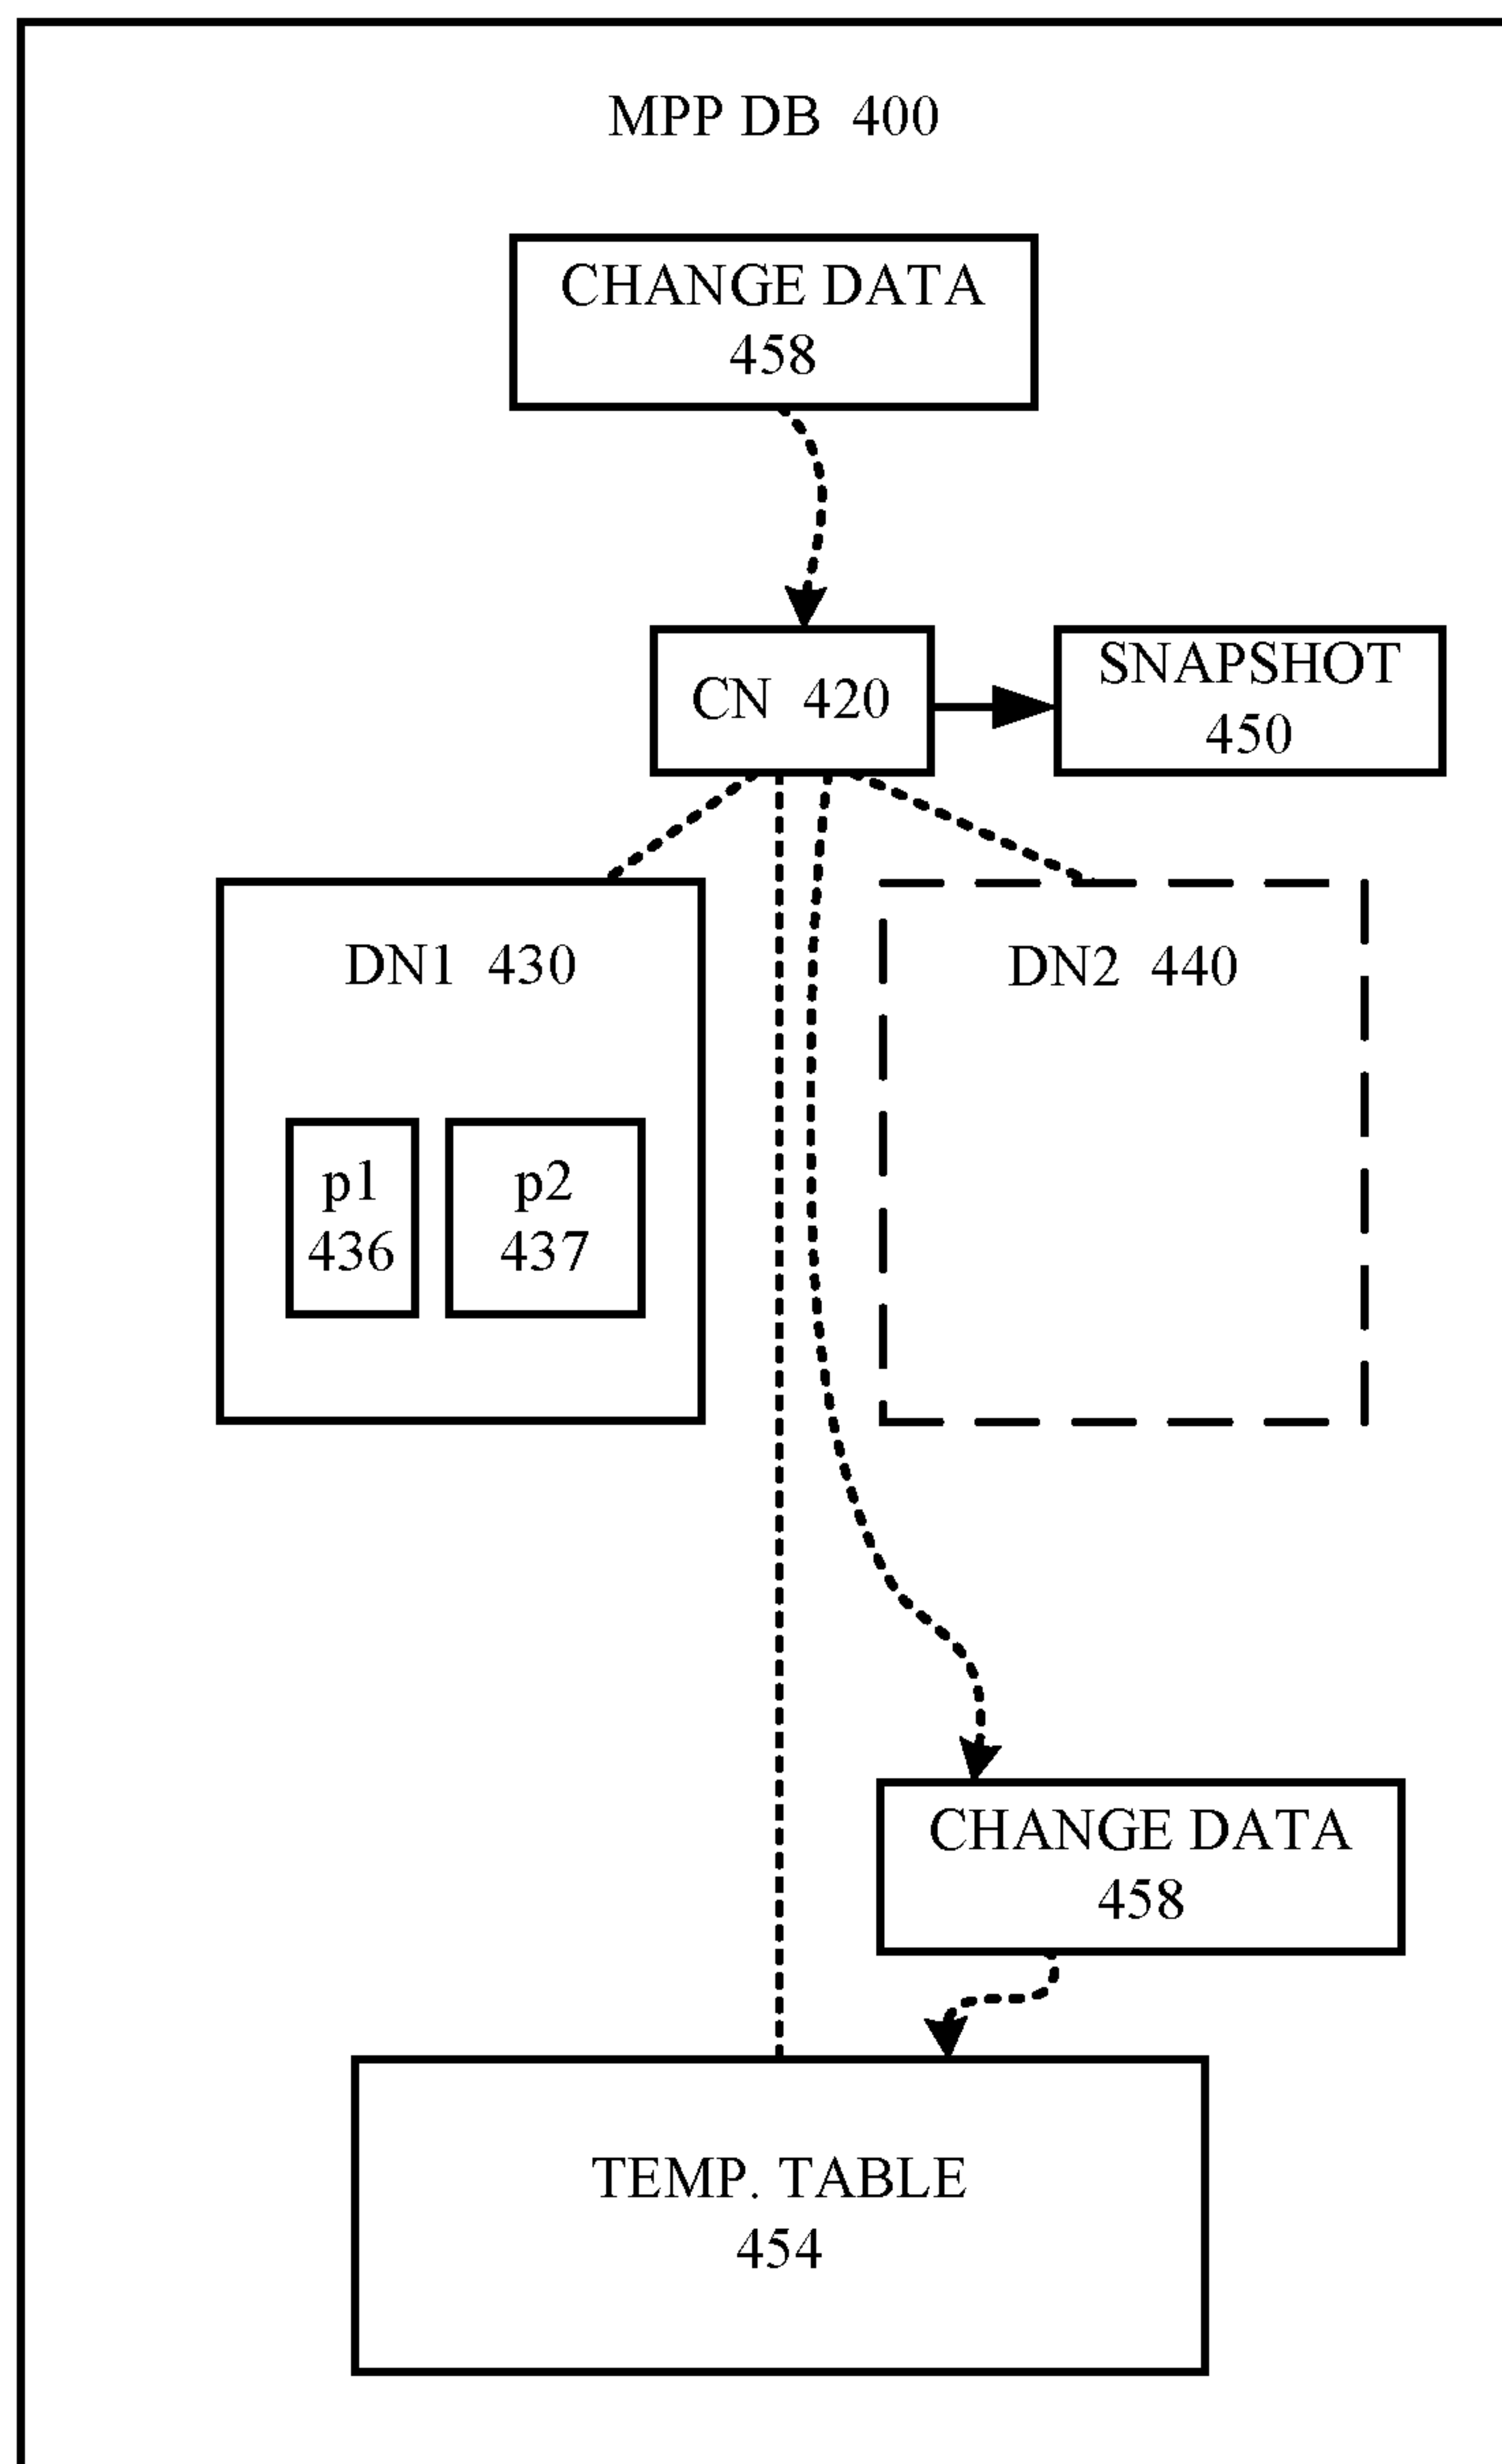 MPP DB 400
CHANGE DATA
458
CN 420
SNAPSHOT
450
DN1 430
DN2 440
p1
436
p2
437
CHANGE DATA
458
TEMP. TABLE
454